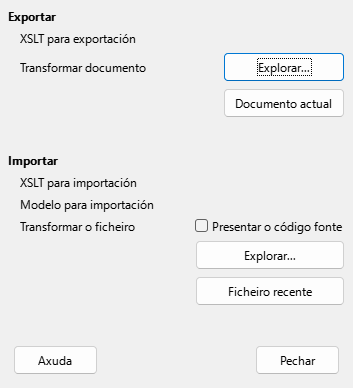 Exportar
XSLT para exportación
Transformar documento Explorar...
Documento actual
Importar
XSLT para importación
Modelo para importación
Transformar o ficheiro Presentar o código fonte
Explorar...
Ficheiro recente
Axuda Pechar